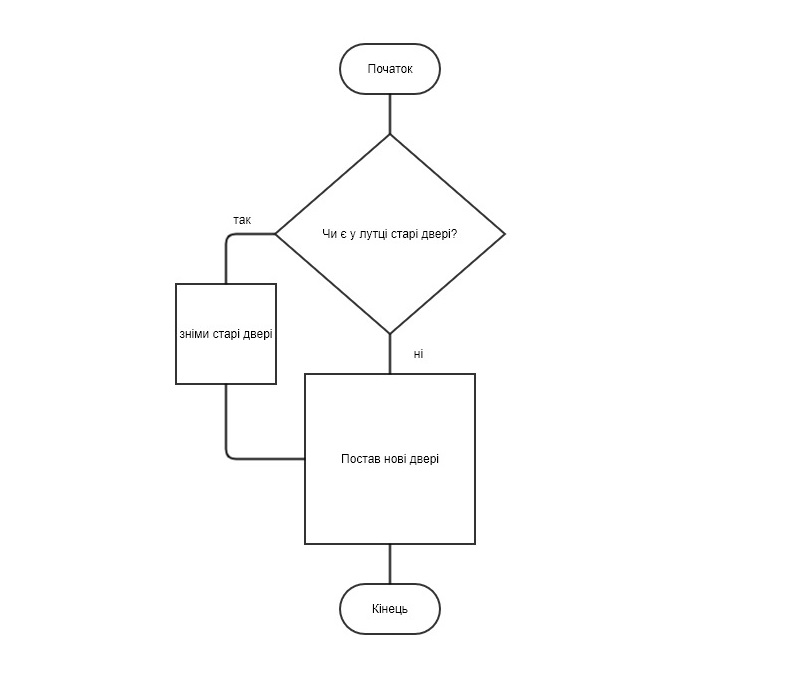 Початок
так
Чи є у лутці старі двері?
зніми старі двері
ні
Постав нові двері
Кінець